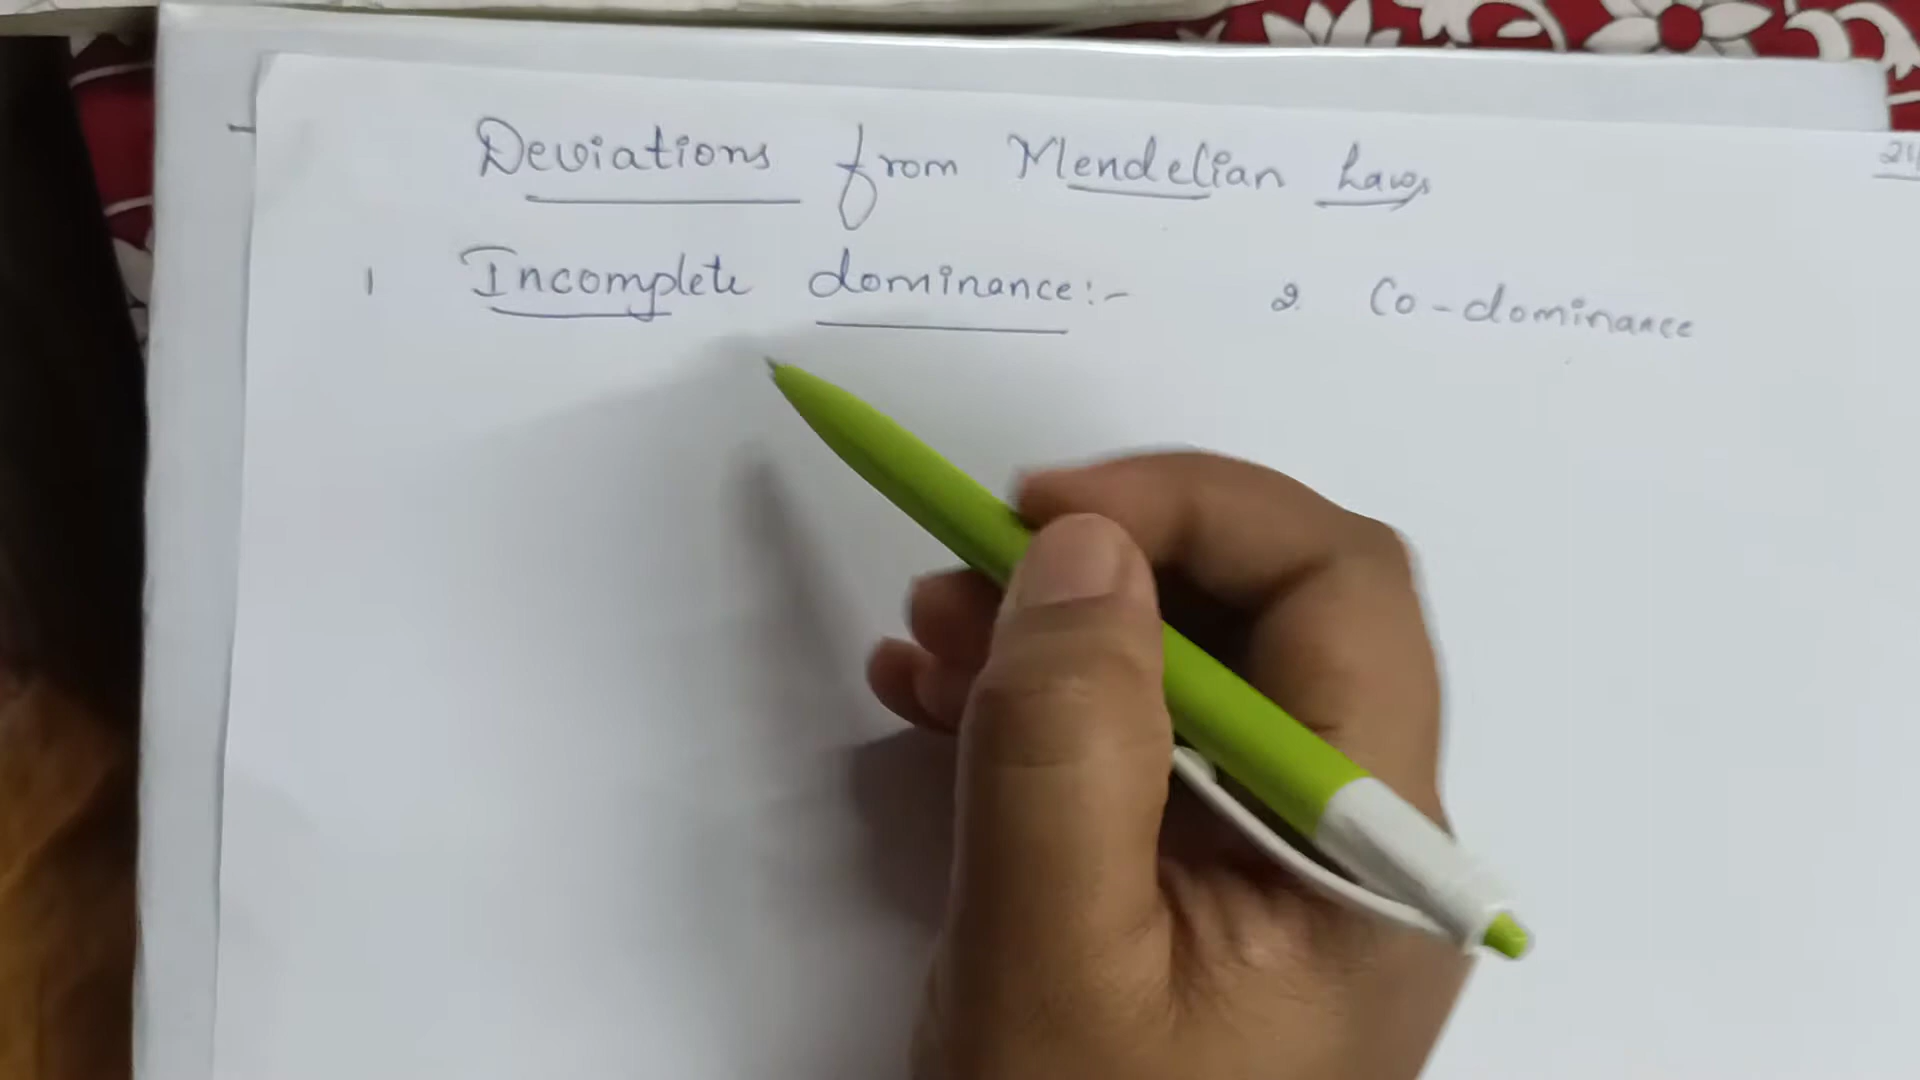 Deviations from Mendelian Laws
1 Incomplete dominance:-
2. Co-dominance